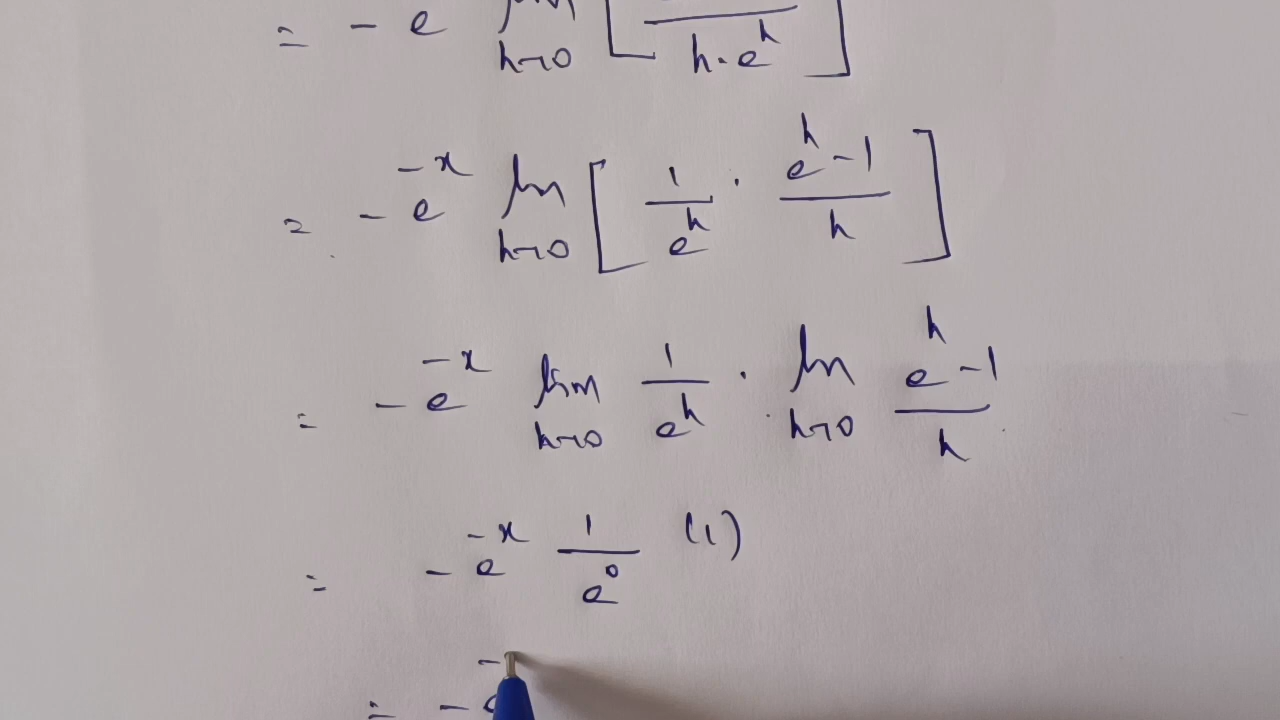 = - e lim h→0 [ / h · e^h ]
= - e^-x lim h→0 [ 1/e^h · e^h -1 / h ]
= - e^-x lim h→0 1/e^h · lim h→0 e^h -1 / h
= - e^-x 1/e^0 (1)
= - e^-